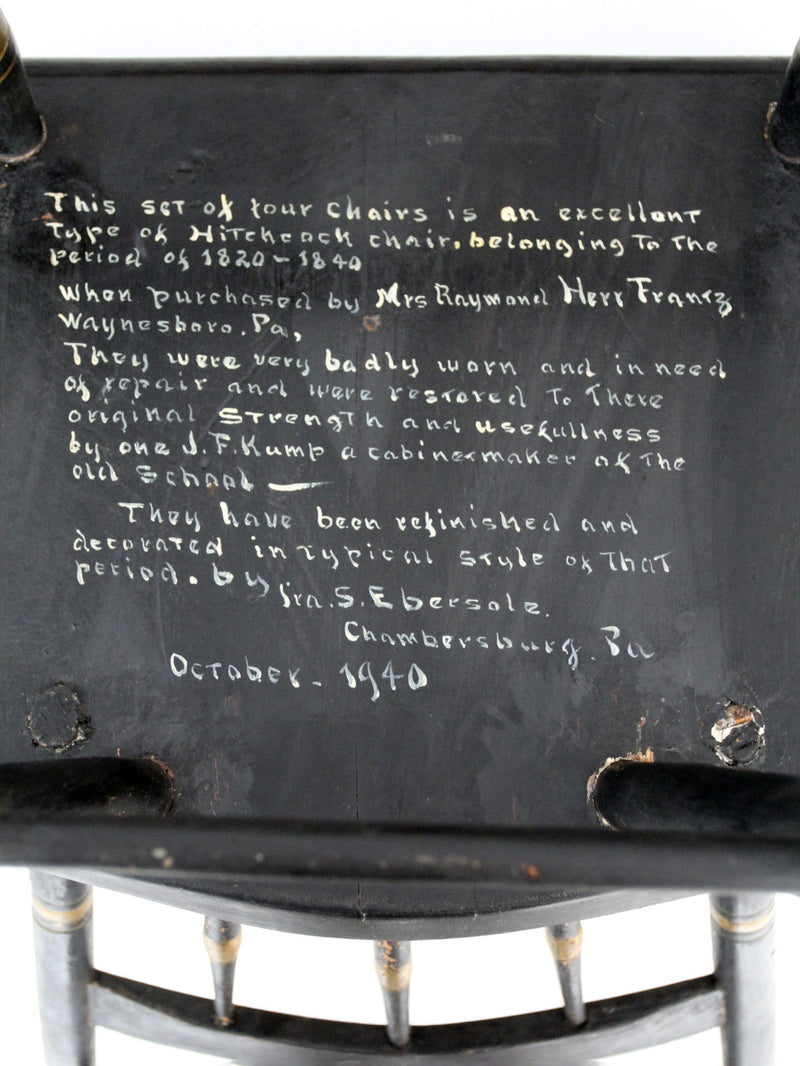 This set of four Chairs is an excellent
Type of Hitchcock chair, belonging To The
period of 1820 - 1840
When purchased by Mrs Raymond Herr Frantz
Waynesboro, Pa,
They were very badly worn and in need
of repair and were restored To There
original Strength and usefullness
by one J. F. Kump a cabinetmaker of The
old School —
They have been refinished and
decorated in typical style of That
period. by
Ira. S. Ebersole.
Chambersburg. Pa
October - 1940